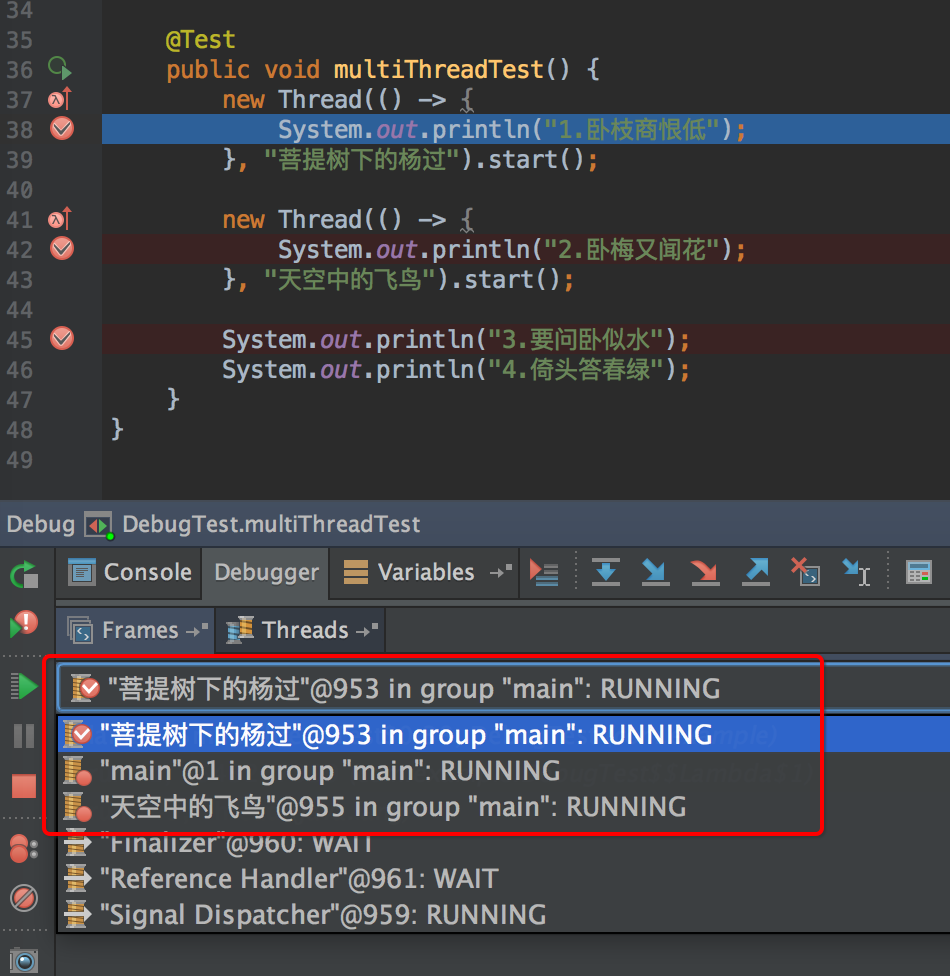 34
35 @Test
36 public void multiThreadTest() {
37 new Thread(() -> {
38 System.out.println("1.卧枝商恨低");
39 }, "菩提树下的杨过").start();
40
41 new Thread(() -> {
42 System.out.println("2.卧梅又闻花");
43 }, "天空中的飞鸟").start();
44
45 System.out.println("3.要问卧似水");
46 System.out.println("4.倚头答春绿");
47 }
48 }
49
Debug DebugTest.multiThreadTest
Console Debugger Variables
Frames Threads
"菩提树下的杨过"@953 in group "main": RUNNING
"菩提树下的杨过"@953 in group "main": RUNNING
"main"@1 in group "main": RUNNING
"天空中的飞鸟"@955 in group "main": RUNNING
"Finalizer"@960: WAIT
"Reference Handler"@961: WAIT
"Signal Dispatcher"@959: RUNNING